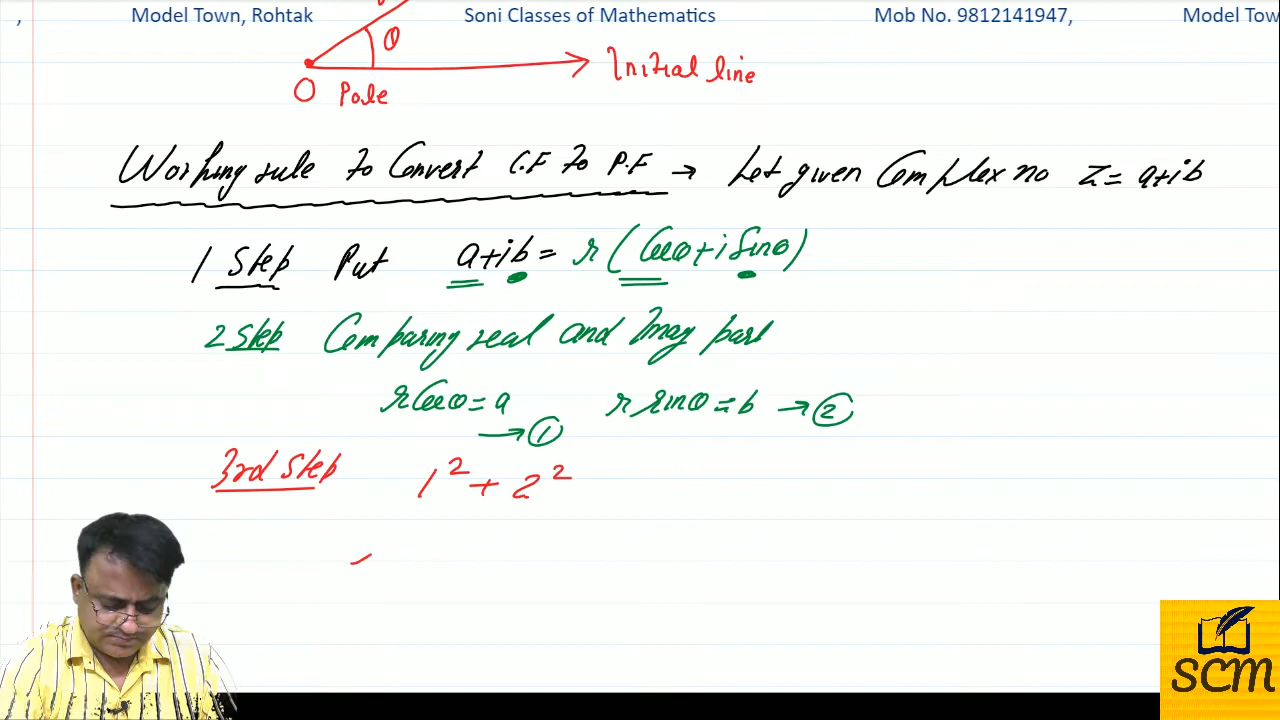 , Model Town, Rohtak Soni Classes of Mathematics Mob No. 9812141947, Model Tow
θ
Initial line
O Pole
Working rule to Convert C.F to P.F → Let given Complex no Z = a+ib
1 Step Put a+ib = r(Cosθ+i Sinθ)
2 Step Comparing real and Imag part
rCosθ = a r sinθ = b → ②
→ ①
3rd Step 1² + 2²
SCM